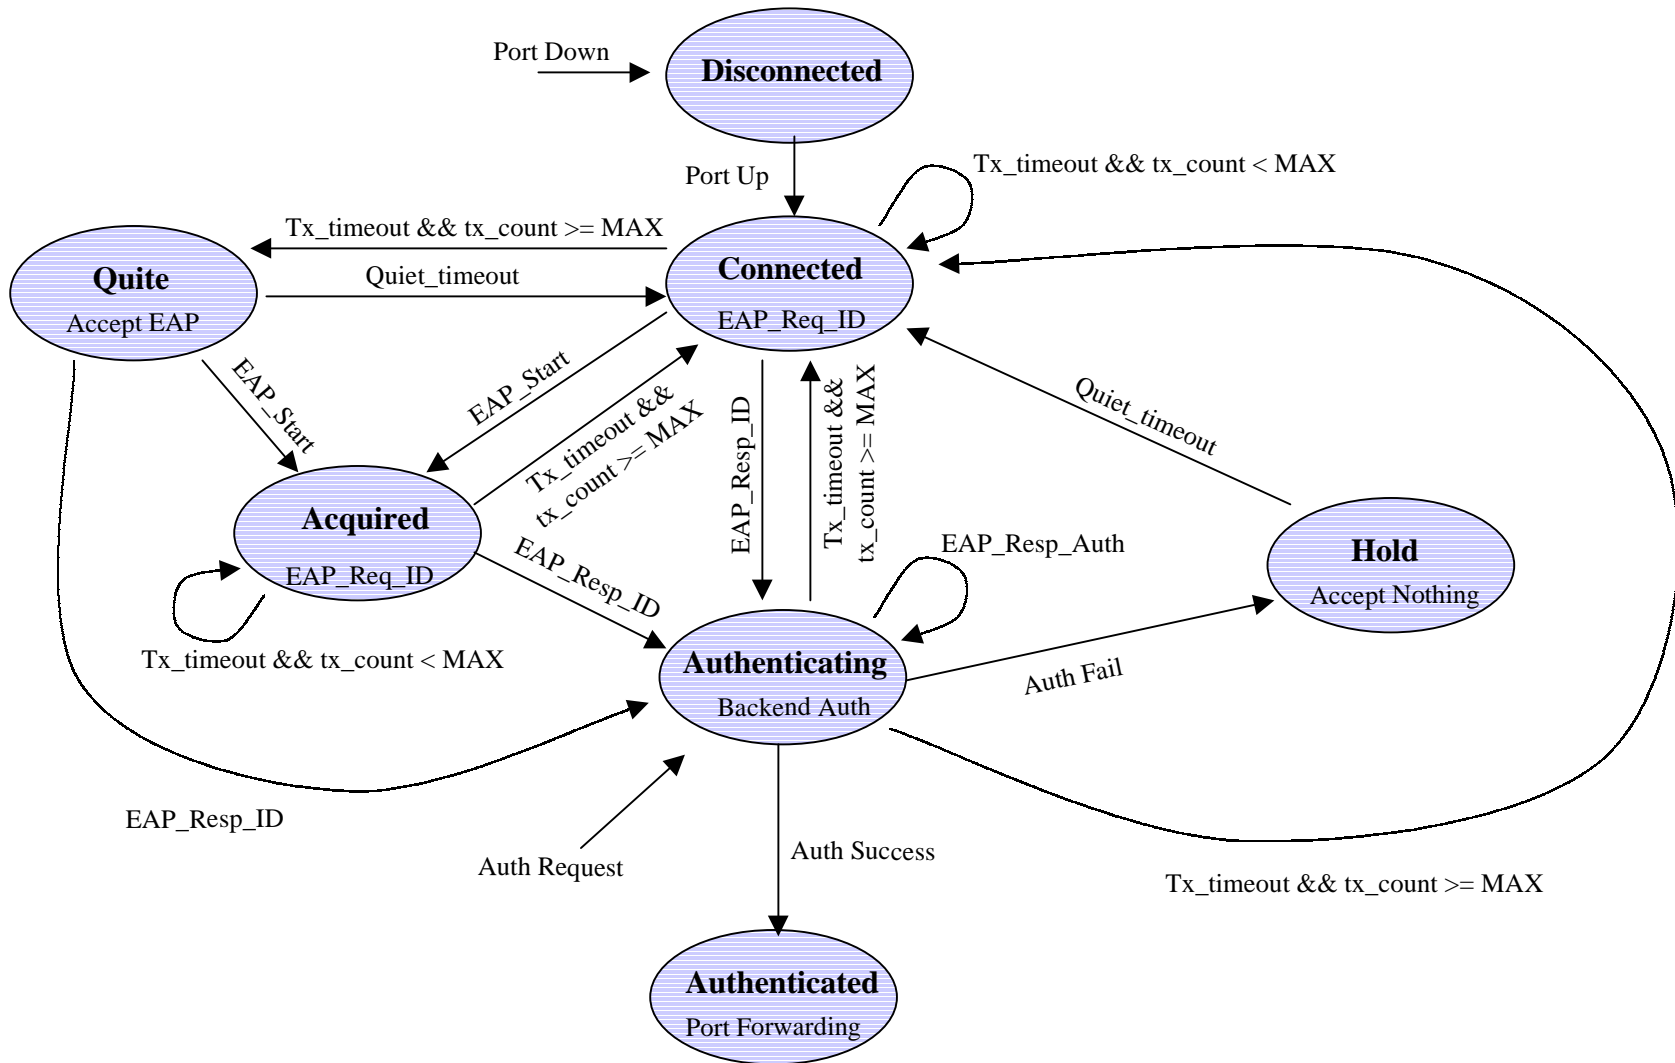 Port Down
Disconnected
Port Up
Tx_timeout && tx_count < MAX
Tx_timeout && tx_count >= MAX
Quite
Accept EAP
Quiet_timeout
Connected
EAP_Req_ID
EAP_Start
EAP_Start
Tx_timeout &&
tx_count >= MAX
EAP_Resp_ID
Tx_timeout &&
tx_count >= MAX
Quiet_timeout
Acquired
EAP_Req_ID
EAP_Resp_ID
EAP_Resp_Auth
Hold
Accept Nothing
Tx_timeout && tx_count < MAX
Authenticating
Backend Auth
Auth Fail
EAP_Resp_ID
Auth Request
Auth Success
Tx_timeout && tx_count >= MAX
Authenticated
Port Forwarding